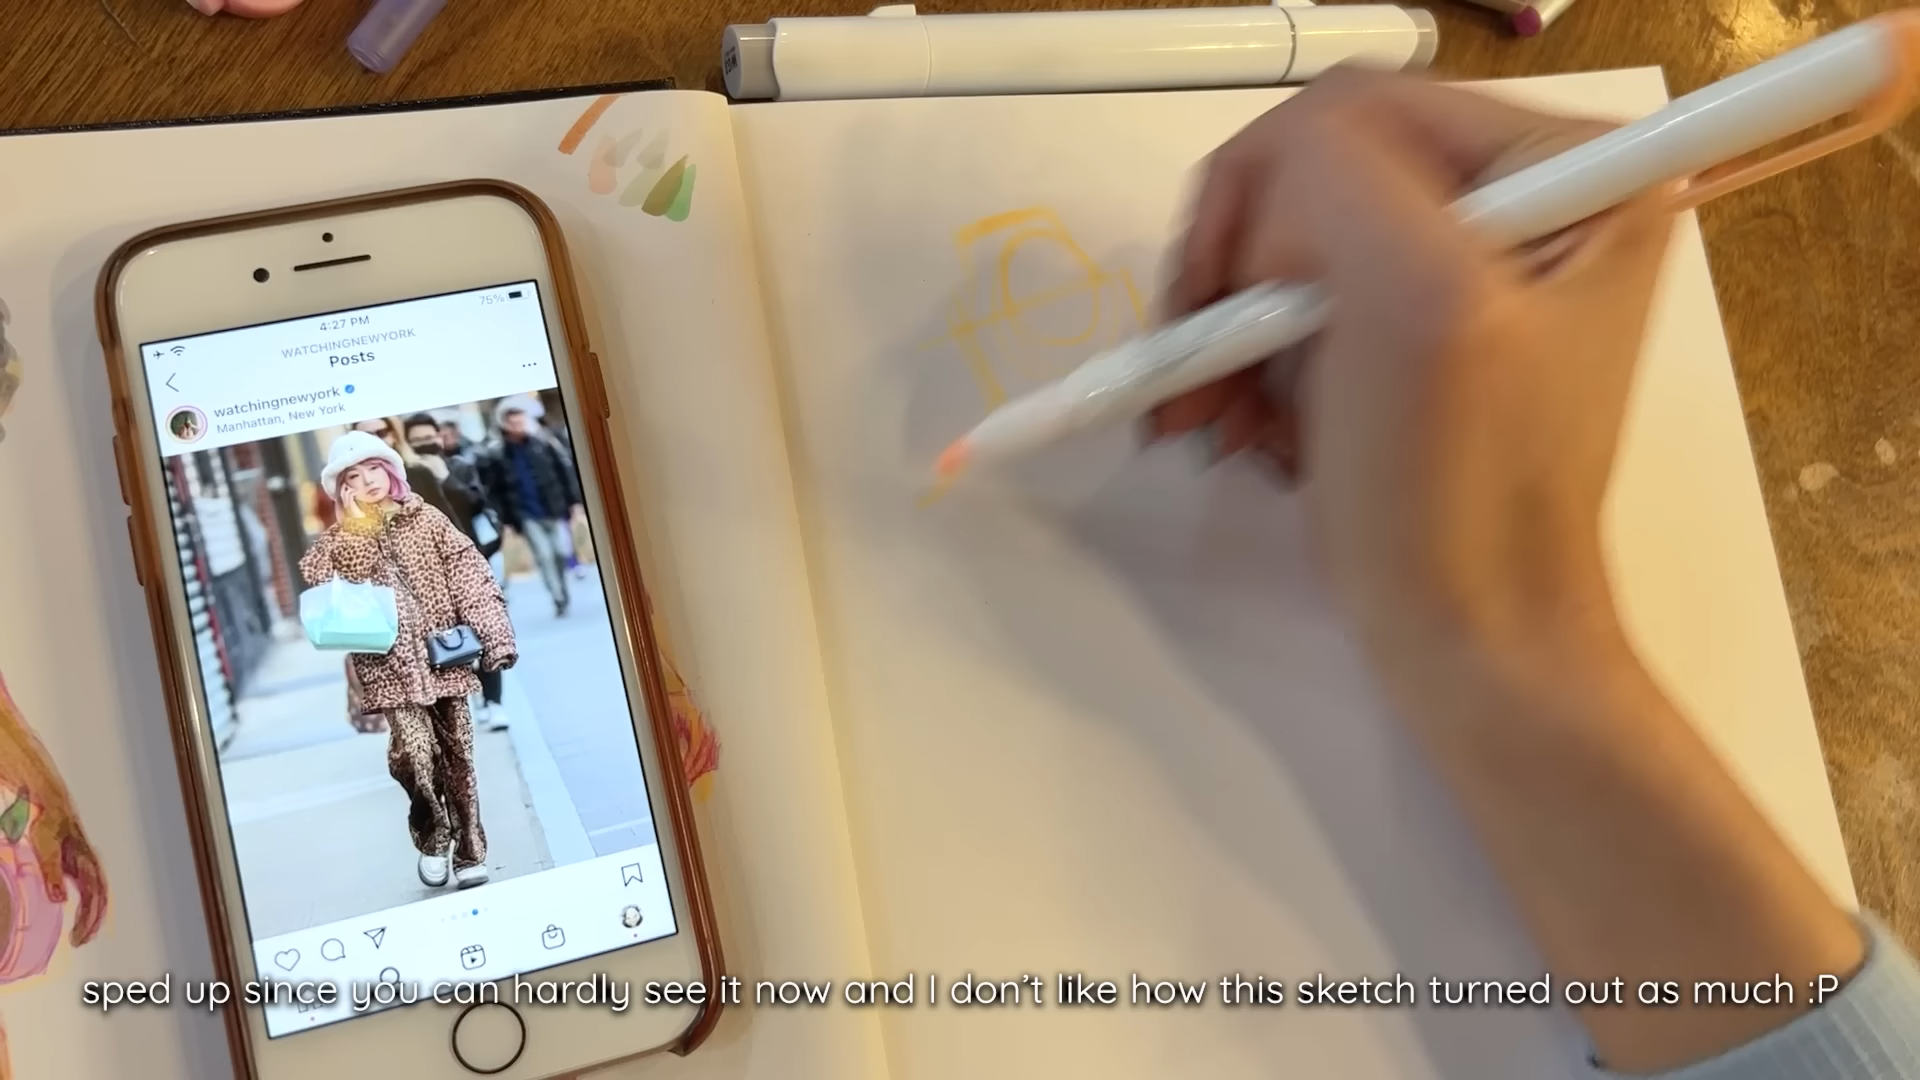 75%
4:27 PM
WATCHINGNEWYORK
Posts
watchingnewyork
Manhattan, New York
sped up since you can hardly see it now and I don't like how this sketch turned out as much :P